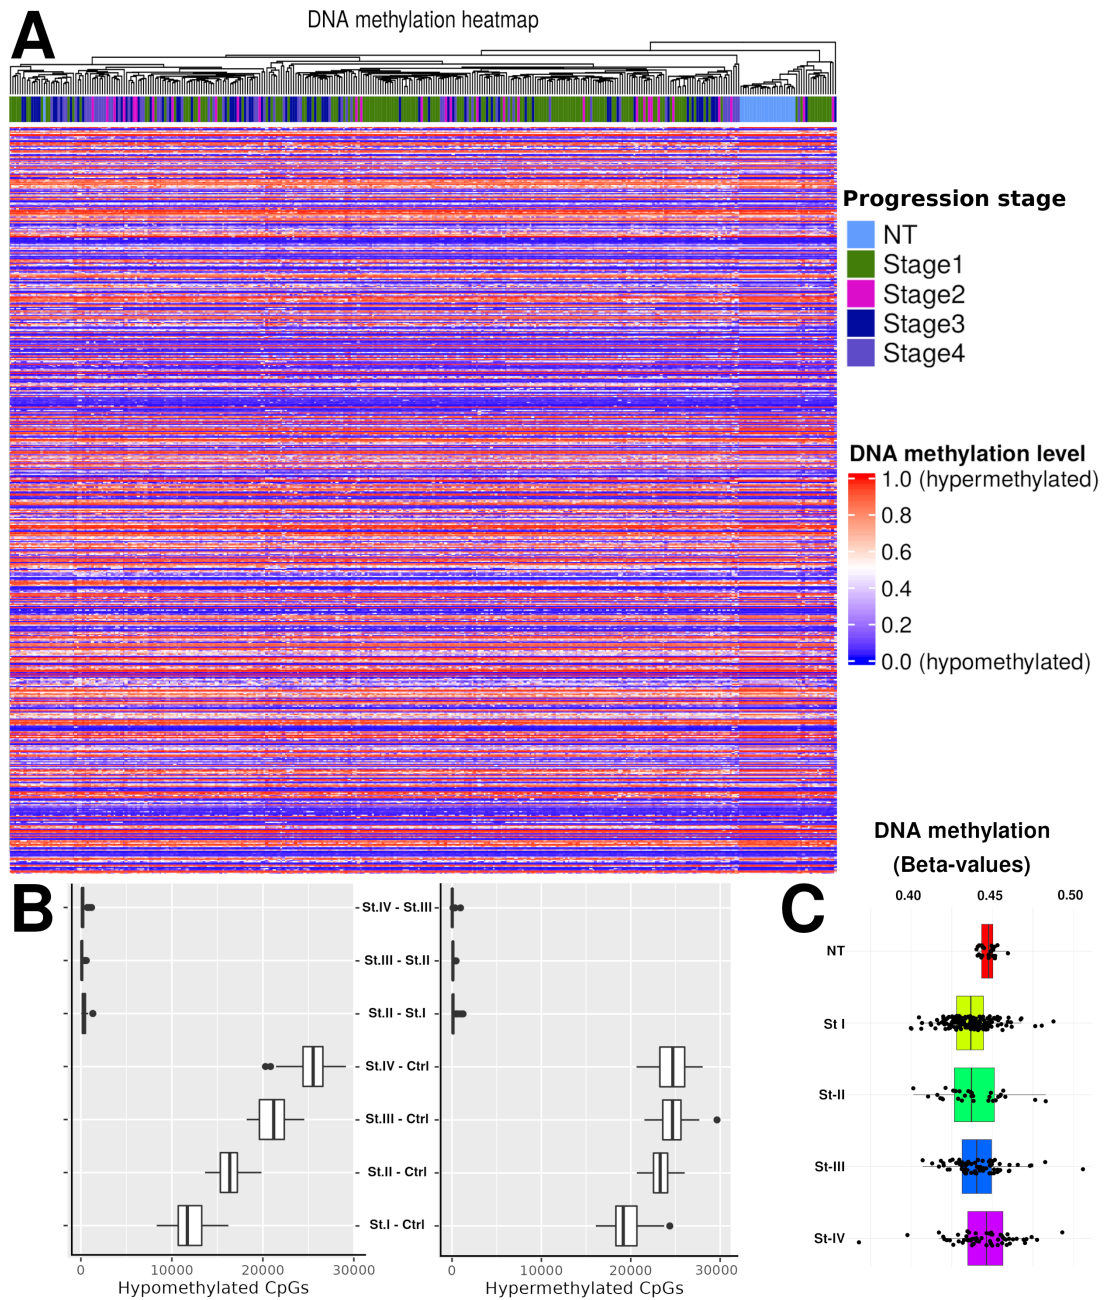 A
DNA methylation heatmap
Progression stage
NT
Stage1
Stage2
Stage3
Stage4
DNA methylation level
1.0 (hypermethylated)
0.8
0.6
0.4
0.2
0.0 (hypomethylated)
B
St.IV - St.III
St.III - St.II
St.II - St.I
St.IV - Ctrl
St.III - Ctrl
St.II - Ctrl
St.I - Ctrl
0 10000 20000 30000
Hypomethylated CpGs
0 10000 20000 30000
Hypermethylated CpGs
C
DNA methylation
(Beta-values)
0.40 0.45 0.50
NT
St I
St-II
St-III
St-IV